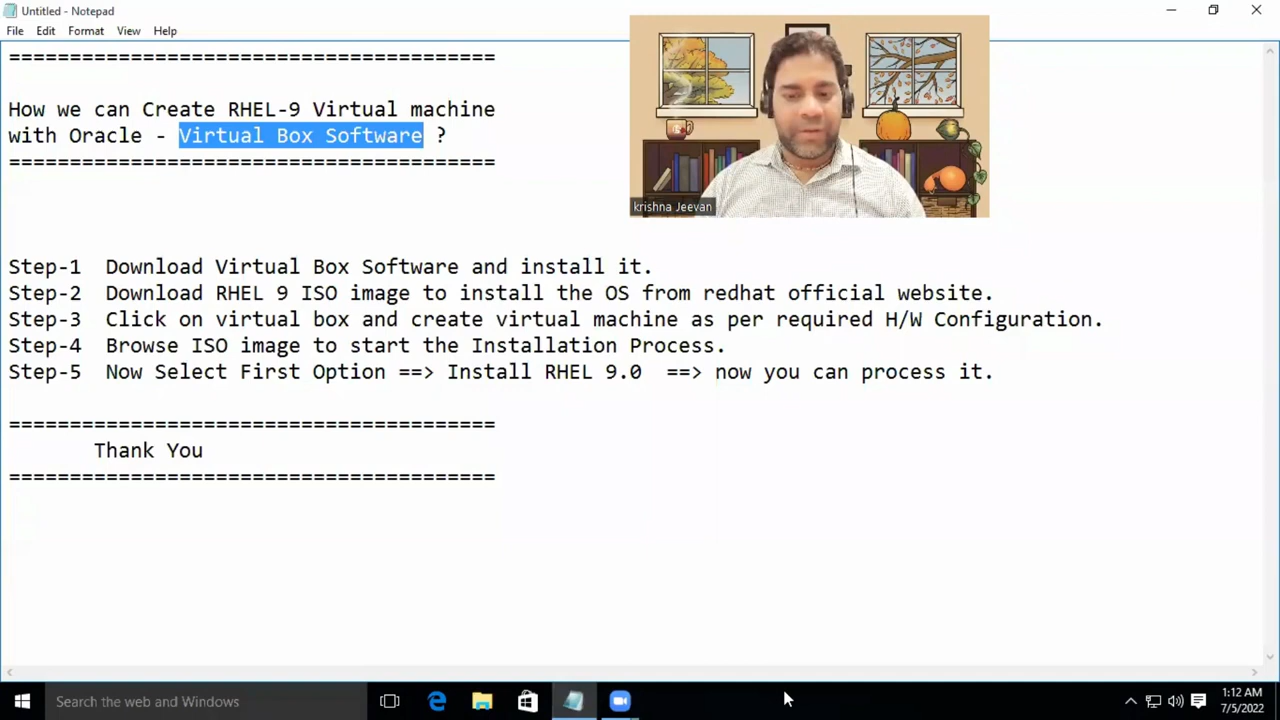 Untitled - Notepad
File Edit Format View Help
========================================
How we can Create RHEL-9 Virtual machine
with Oracle - Virtual Box Software ?
========================================
krishna Jeevan
Step-1 Download Virtual Box Software and install it.
Step-2 Download RHEL 9 ISO image to install the OS from redhat official website.
Step-3 Click on virtual box and create virtual machine as per required H/W Configuration.
Step-4 Browse ISO image to start the Installation Process.
Step-5 Now Select First Option ==> Install RHEL 9.0 ==> now you can process it.
========================================
Thank You
========================================
Search the web and Windows
1:12 AM
7/5/2022